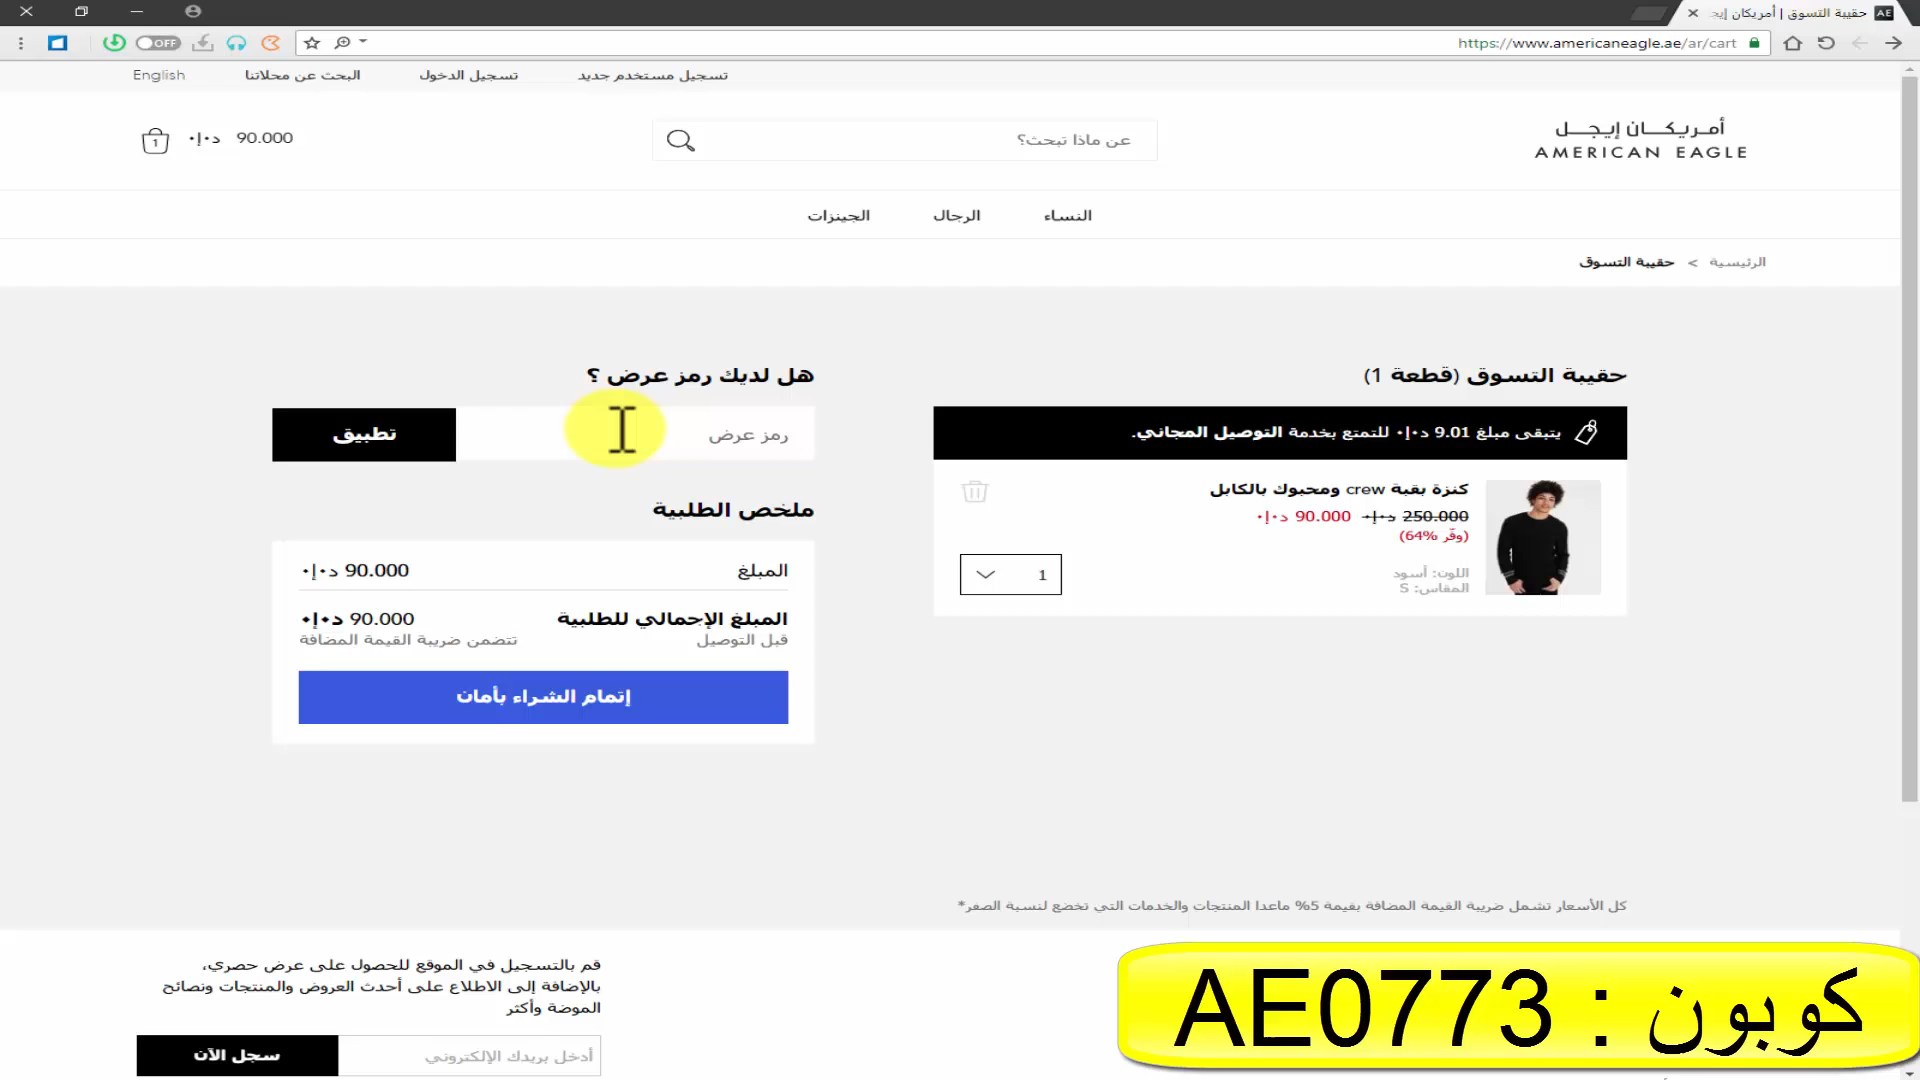 حقيبة التسوق | أمريكان إيج
https://www.americaneagle.ae/ar/cart
OFF
تسجيل مستخدم جديد
تسجيل الدخول
البحث عن محلاتنا
English
أمريكان إيجل
AMERICAN EAGLE
عن ماذا تبحث؟
90.000 د.إ.
1
النساء
الرجال
الجينزات
الرئيسية > حقيبة التسوق
حقيبة التسوق (قطعة 1)
يتبقى مبلغ 9.01 د.إ. للتمتع بخدمة التوصيل المجاني.
كنزة بقبة crew ومحبوك بالكابل
250.000 د.إ. 90.000 د.إ.
(وفّر 64%)
اللون: أسود
المقاس: S
1
هل لديك رمز عرض ؟
رمز عرض
تطبيق
ملخص الطلبية
المبلغ 90.000 د.إ.
المبلغ الإجمالي للطلبية 90.000 د.إ.
قبل التوصيل تتضمن ضريبة القيمة المضافة
إتمام الشراء بأمان
كل الأسعار تشمل ضريبة القيمة المضافة بقيمة 5% ماعدا المنتجات والخدمات التي تخضع لنسبة الصفر*
قم بالتسجيل في الموقع للحصول على عرض حصري،
بالإضافة إلى الاطلاع على أحدث العروض والمنتجات ونصائح
الموضة وأكثر
أدخل بريدك الإلكتروني
سجل الآن
كوبون : AE0773